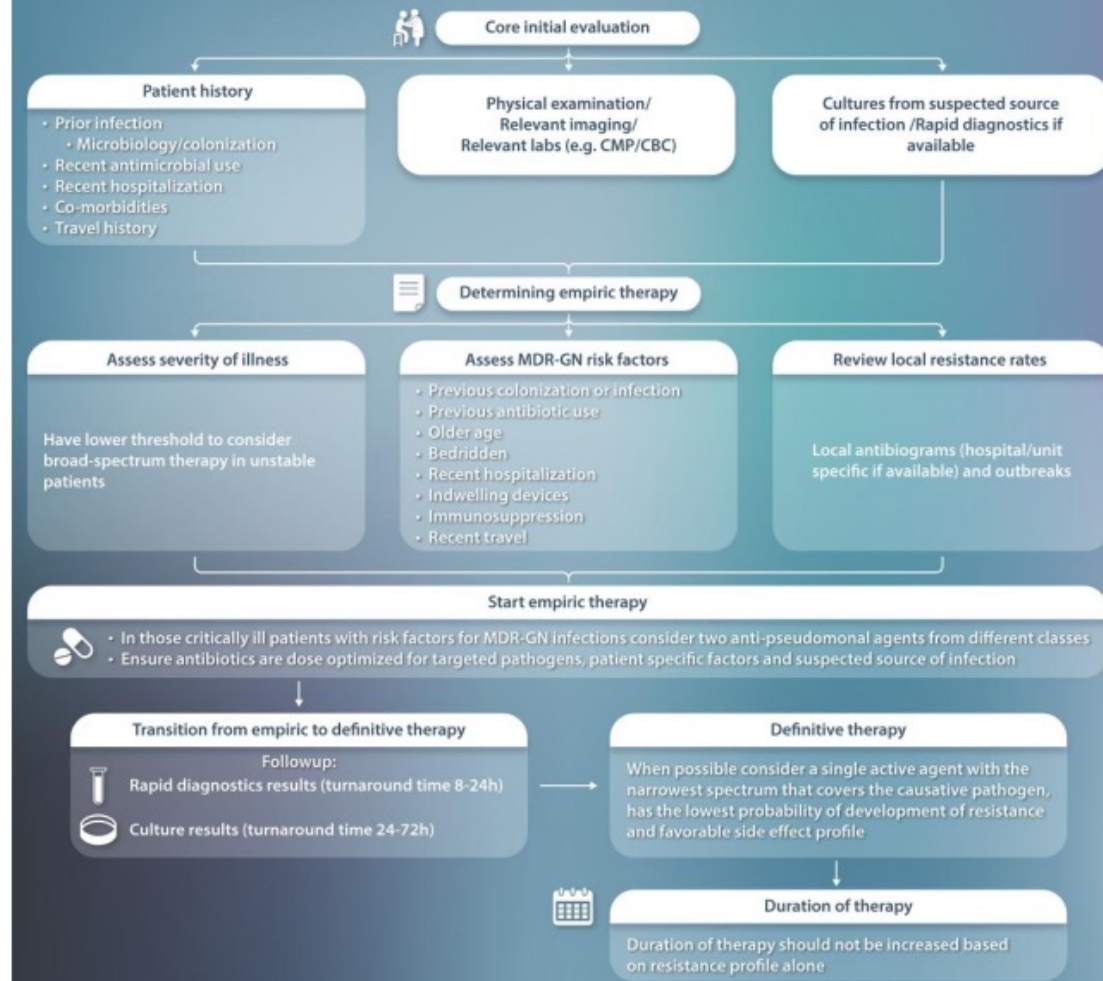 Core initial evaluation
Patient history
• Prior infection
• Microbiology/colonization
• Recent antimicrobial use
• Recent hospitalization
• Co-morbidities
• Travel history
Physical examination/
Relevant imaging/
Relevant labs (e.g. CMP/CBC)
Cultures from suspected source
of infection /Rapid diagnostics if
available
Determining empiric therapy
Assess severity of illness
Have lower threshold to consider
broad-spectrum therapy in unstable
patients
Assess MDR-GN risk factors
• Previous colonization or infection
• Previous antibiotic use
• Older age
• Bedridden
• Recent hospitalization
• Indwelling devices
• Immunosuppression
• Recent travel
Review local resistance rates
Local antibiograms (hospital/unit
specific if available) and outbreaks
Start empiric therapy
• In those critically ill patients with risk factors for MDR-GN infections consider two anti-pseudomonal agents from different classes
• Ensure antibiotics are dose optimized for targeted pathogens, patient specific factors and suspected source of infection
Transition from empiric to definitive therapy
Followup:
Rapid diagnostics results (turnaround time 8-24h)
Culture results (turnaround time 24-72h)
Definitive therapy
When possible consider a single active agent with the
narrowest spectrum that covers the causative pathogen,
has the lowest probability of development of resistance
and favorable side effect profile
Duration of therapy
Duration of therapy should not be increased based
on resistance profile alone